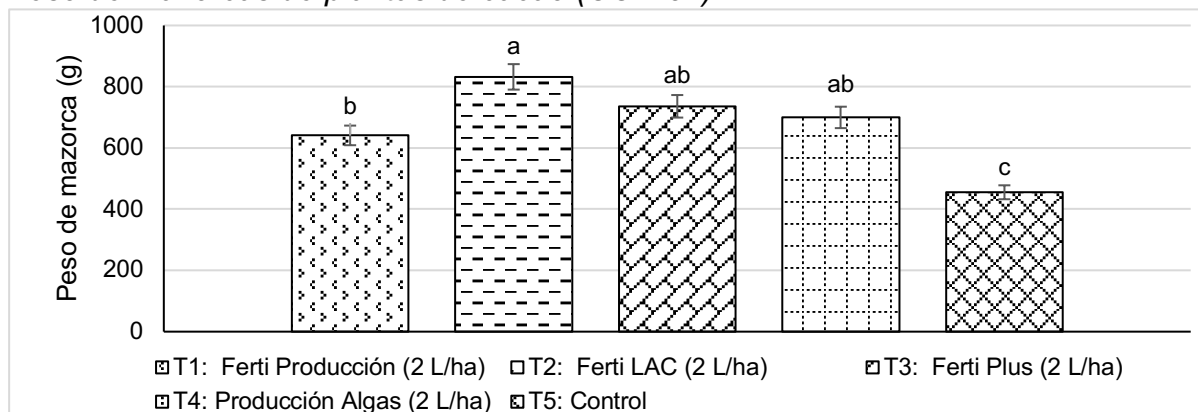 1000
800
600
400
200
0
Peso de mazorca (g)
b
a
ab
ab
c
T1: Ferti Producción (2 L/ha) T2: Ferti LAC (2 L/ha) T3: Ferti Plus (2 L/ha)
T4: Producción Algas (2 L/ha) T5: Control